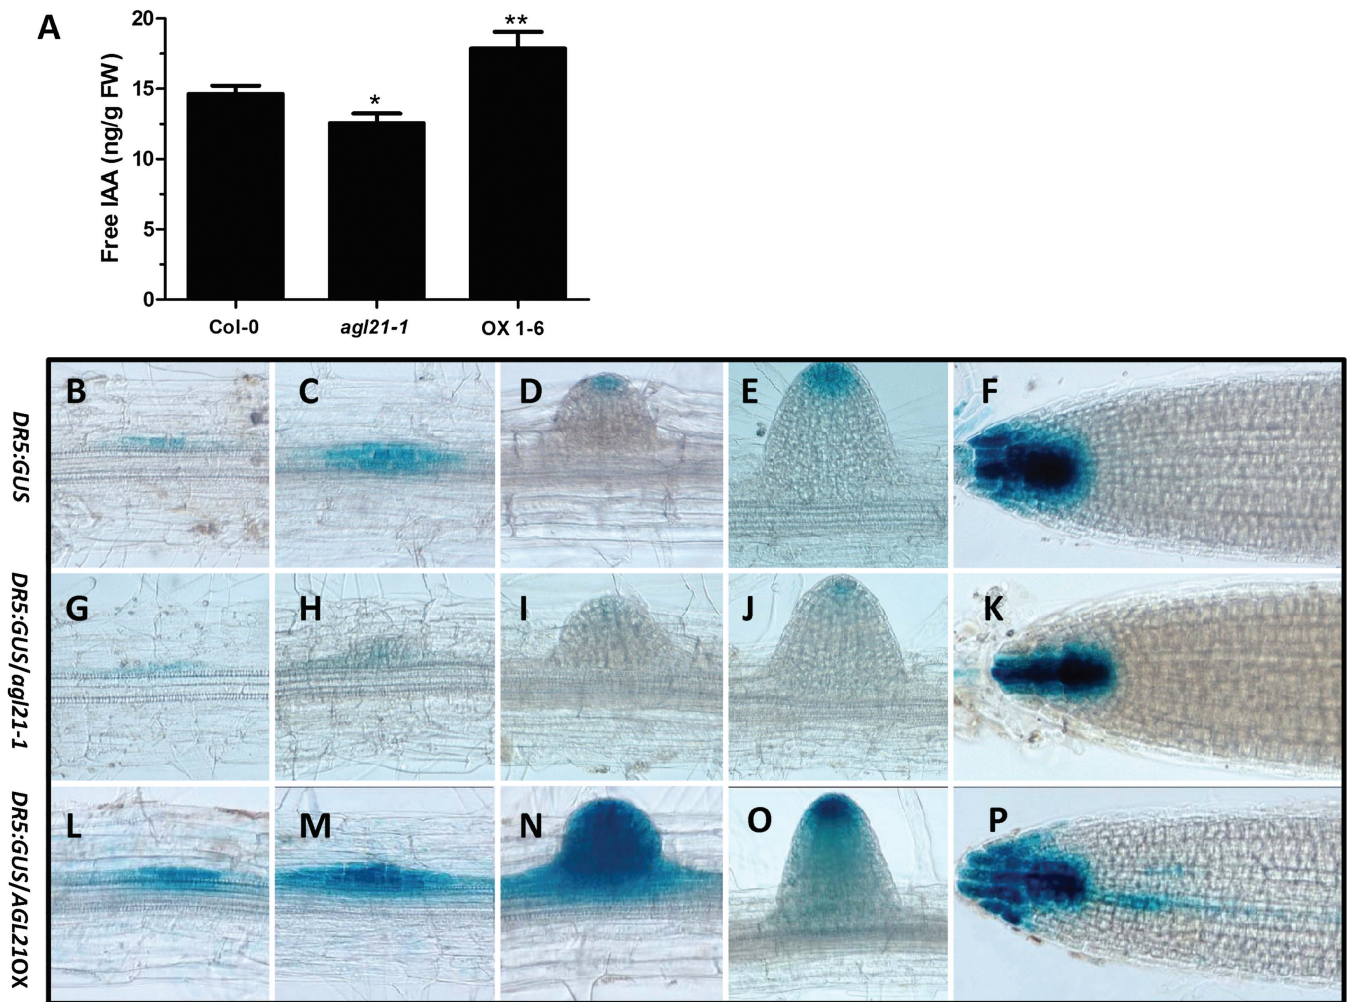 A
Free IAA (ng/g FW)
20
15
10
5
0
*
**
Col-0
agl21-1
OX 1-6
DR5:GUS
B
C
D
E
F
DR5:GUS/agl21-1
G
H
I
J
K
DR5:GUS/AGL21OX
L
M
N
O
P